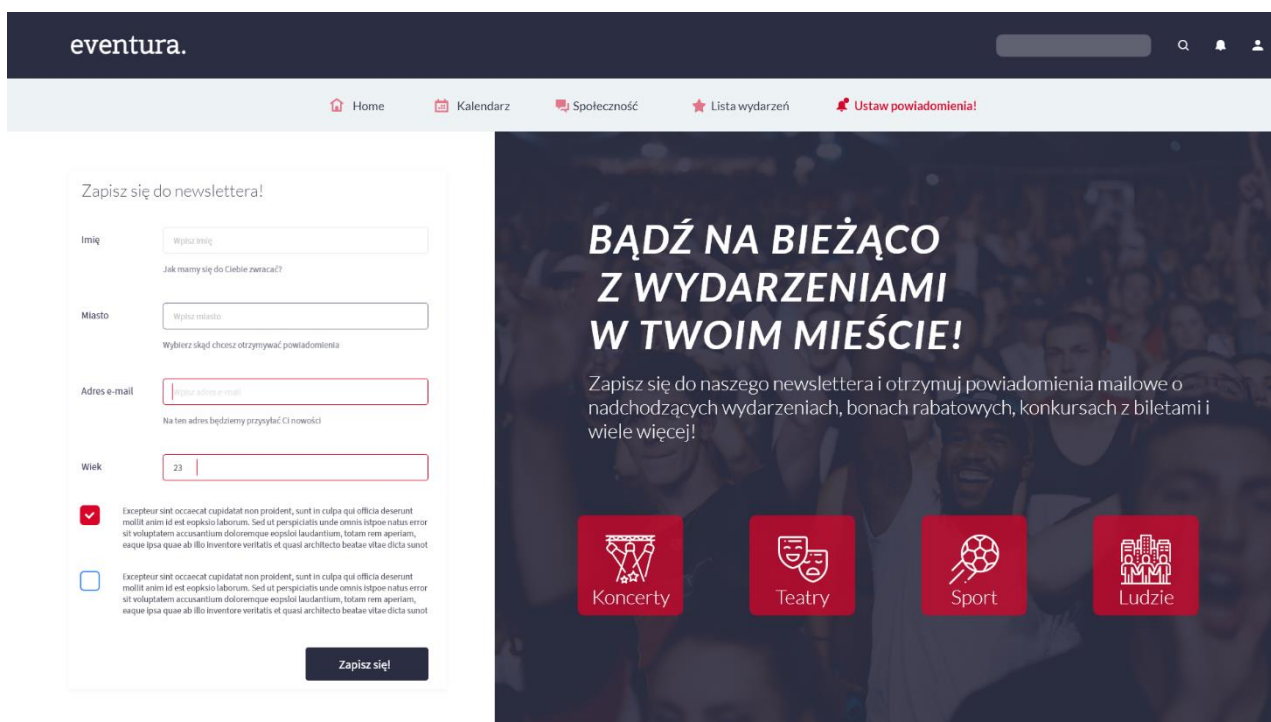 eventura.
Home
Kalendarz
Społeczność
Lista wydarzeń
Ustaw powiadomienia!
Zapisz się do newslettera!
Imię
Wpisz imię
Jak mamy się do Ciebie zwracać?
Miasto
Wpisz miasto
Wybierz skąd chcesz otrzymywać powiadomienia
Adres e-mail
Wpisz adres e-mail
Na ten adres będziemy przysyłać Ci nowości
Wiek
23
Excepteur sint occaecat cupidatat non proident, sunt in culpa qui officia deserunt
mollit anim id est eopksio laborum. Sed ut perspiciatis unde omnis istpoe natus error
sit voluptatem accusantium doloremque eopsloi laudantium, totam rem aperiam,
eaque ipsa quae ab illo inventore veritatis et quasi architecto beatae vitae dicta sunot
Excepteur sint occaecat cupidatat non proident, sunt in culpa qui officia deserunt
mollit anim id est eopksio laborum. Sed ut perspiciatis unde omnis istpoe natus error
sit voluptatem accusantium doloremque eopsloi laudantium, totam rem aperiam,
eaque ipsa quae ab illo inventore veritatis et quasi architecto beatae vitae dicta sunot
Zapisz się!
BĄDŹ NA BIEŻĄCO
Z WYDARZENIAMI
W TWOIM MIEŚCIE!
Zapisz się do naszego newslettera i otrzymuj powiadomienia mailowe o
nadchodzących wydarzeniach, bonach rabatowych, konkursach z biletami i
wiele więcej!
Koncerty
Teatry
Sport
Ludzie